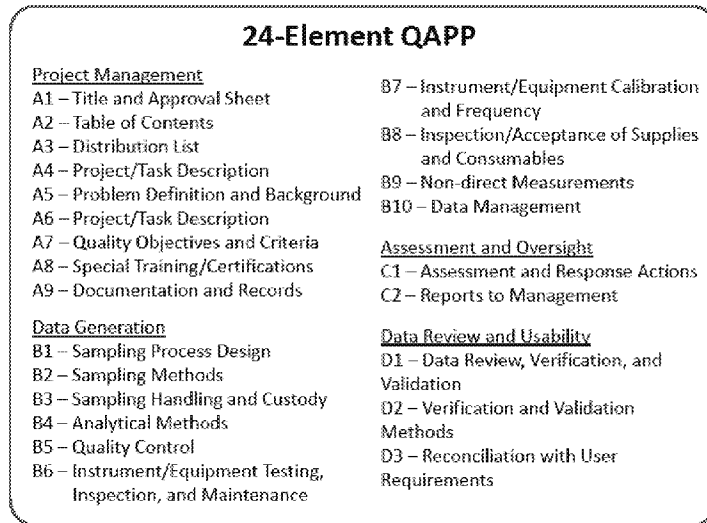 24-Element QAPP
Project Management
A1 – Title and Approval Sheet
A2 – Table of Contents
A3 – Distribution List
A4 – Project/Task Description
A5 – Problem Definition and Background
A6 – Project/Task Description
A7 – Quality Objectives and Criteria
A8 – Special Training/Certifications
A9 – Documentation and Records
Data Generation
B1 – Sampling Process Design
B2 – Sampling Methods
B3 – Sampling Handling and Custody
B4 – Analytical Methods
B5 – Quality Control
B6 – Instrument/Equipment Testing,
Inspection, and Maintenance
B7 – Instrument/Equipment Calibration
and Frequency
B8 – Inspection/Acceptance of Supplies
and Consumables
B9 – Non-direct Measurements
B10 – Data Management
Assessment and Oversight
C1 – Assessment and Response Actions
C2 – Reports to Management
Data Review and Usability
D1 – Data Review, Verification, and
Validation
D2 – Verification and Validation
Methods
D3 – Reconciliation with User
Requirements